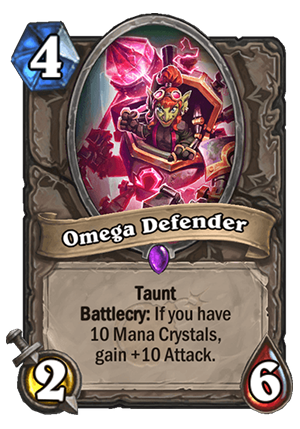 4
Omega Defender
Taunt
Battlecry: If you have
10 Mana Crystals,
gain +10 Attack.
2
6